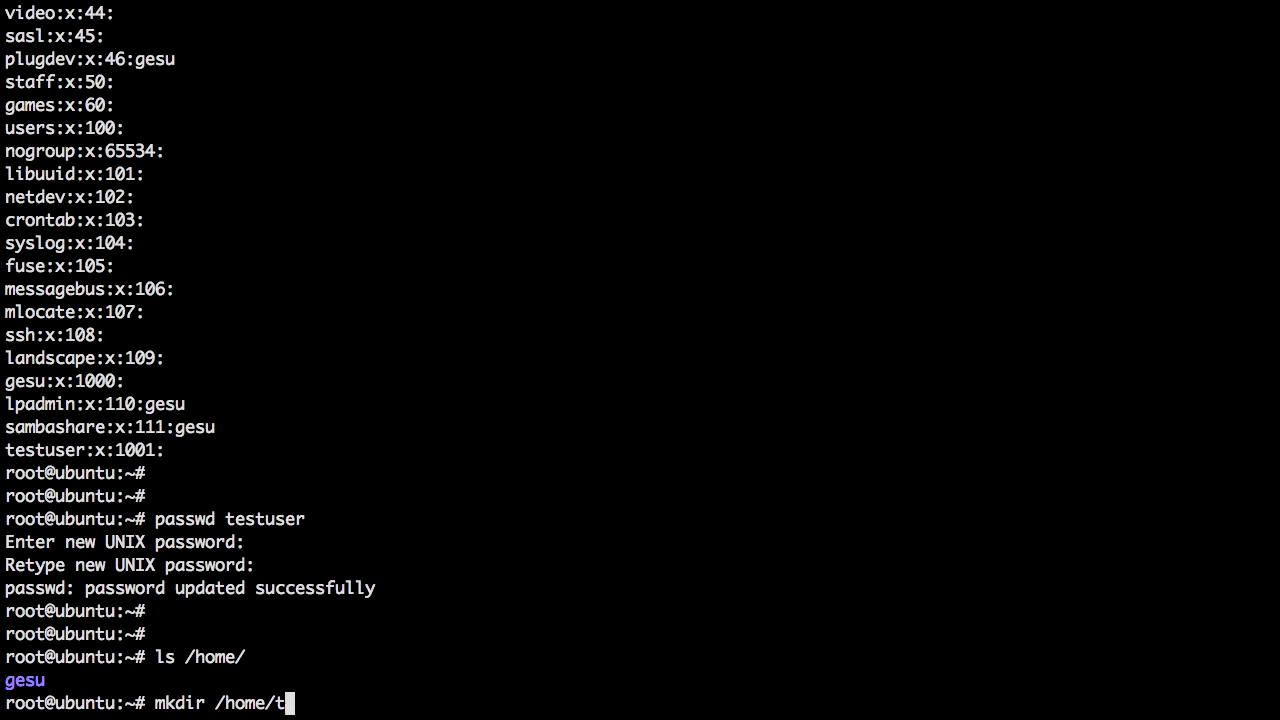 video:x:44:
sasl:x:45:
plugdev:x:46:gesu
staff:x:50:
games:x:60:
users:x:100:
nogroup:x:65534:
libuuid:x:101:
netdev:x:102:
crontab:x:103:
syslog:x:104:
fuse:x:105:
messagebus:x:106:
mlocate:x:107:
ssh:x:108:
landscape:x:109:
gesu:x:1000:
lpadmin:x:110:gesu
sambashare:x:111:gesu
testuser:x:1001:
root@ubuntu:~#
root@ubuntu:~#
root@ubuntu:~# passwd testuser
Enter new UNIX password:
Retype new UNIX password:
passwd: password updated successfully
root@ubuntu:~#
root@ubuntu:~#
root@ubuntu:~# ls /home/
gesu
root@ubuntu:~# mkdir /home/t